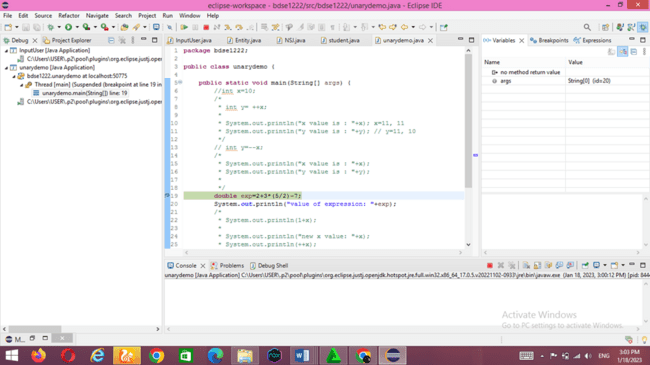 eclipse-workspace - bdse1222/src/bdse1222/unarydemo.java - Eclipse IDE
File Edit Source Refactor Navigate Search Project Run Window Help
Debug Project Explorer
InputUser [Java Application]
C:\Users\USER\.p2\pool\plugins\org.eclipse.justj.openj
unarydemo [Java Application]
bdse1222.unarydemo at localhost:50775
Thread [main] (Suspended (breakpoint at line 19 in
unarydemo.main(String[]) line: 19
C:\Users\USER\.p2\pool\plugins\org.eclipse.justj.openj
InputUser.java Entity.java NSJ.java student.java unarydemo.java
1 package bdse1222;
2
3 public class unarydemo {
4
5 public static void main(String[] args) {
6 //int x=10;
7 /*
8 * int y= ++x;
9 *
10 * System.out.println("x value is : "+x); x=11, 11
11 * System.out.println("y value is : "+y); // y=11, 10
12 */
13 // int y=--x;
14 /*
15 * System.out.println("x value is : "+x);
16 * System.out.println("y value is : "+y);
17 *
18 */
19 double exp=2+3*(5/2)-7;
20 System.out.println("value of expression: "+exp);
21 /*
22 * System.out.println(1+x);
23 *
24 * System.out.println("new a value: "+x);
25 * System.out.println(++x);
Variables Breakpoints Expressions
Name Value
no method return value
args String[0] (id=20)
Console Problems Debug Shell
unarydemo [Java Application] C:\Users\USER\.p2\pool\plugins\org.eclipse.justj.openjdk.hotspot.jre.full.win32.x86_64_17.0.5.v20221102-0933\jre\bin\javaw.exe (Jan 18, 2023, 3:00:12 PM) [pid: 844
Activate Windows
Go to PC settings to activate Windows.
M...
ENG
3:03 PM
1/18/2023